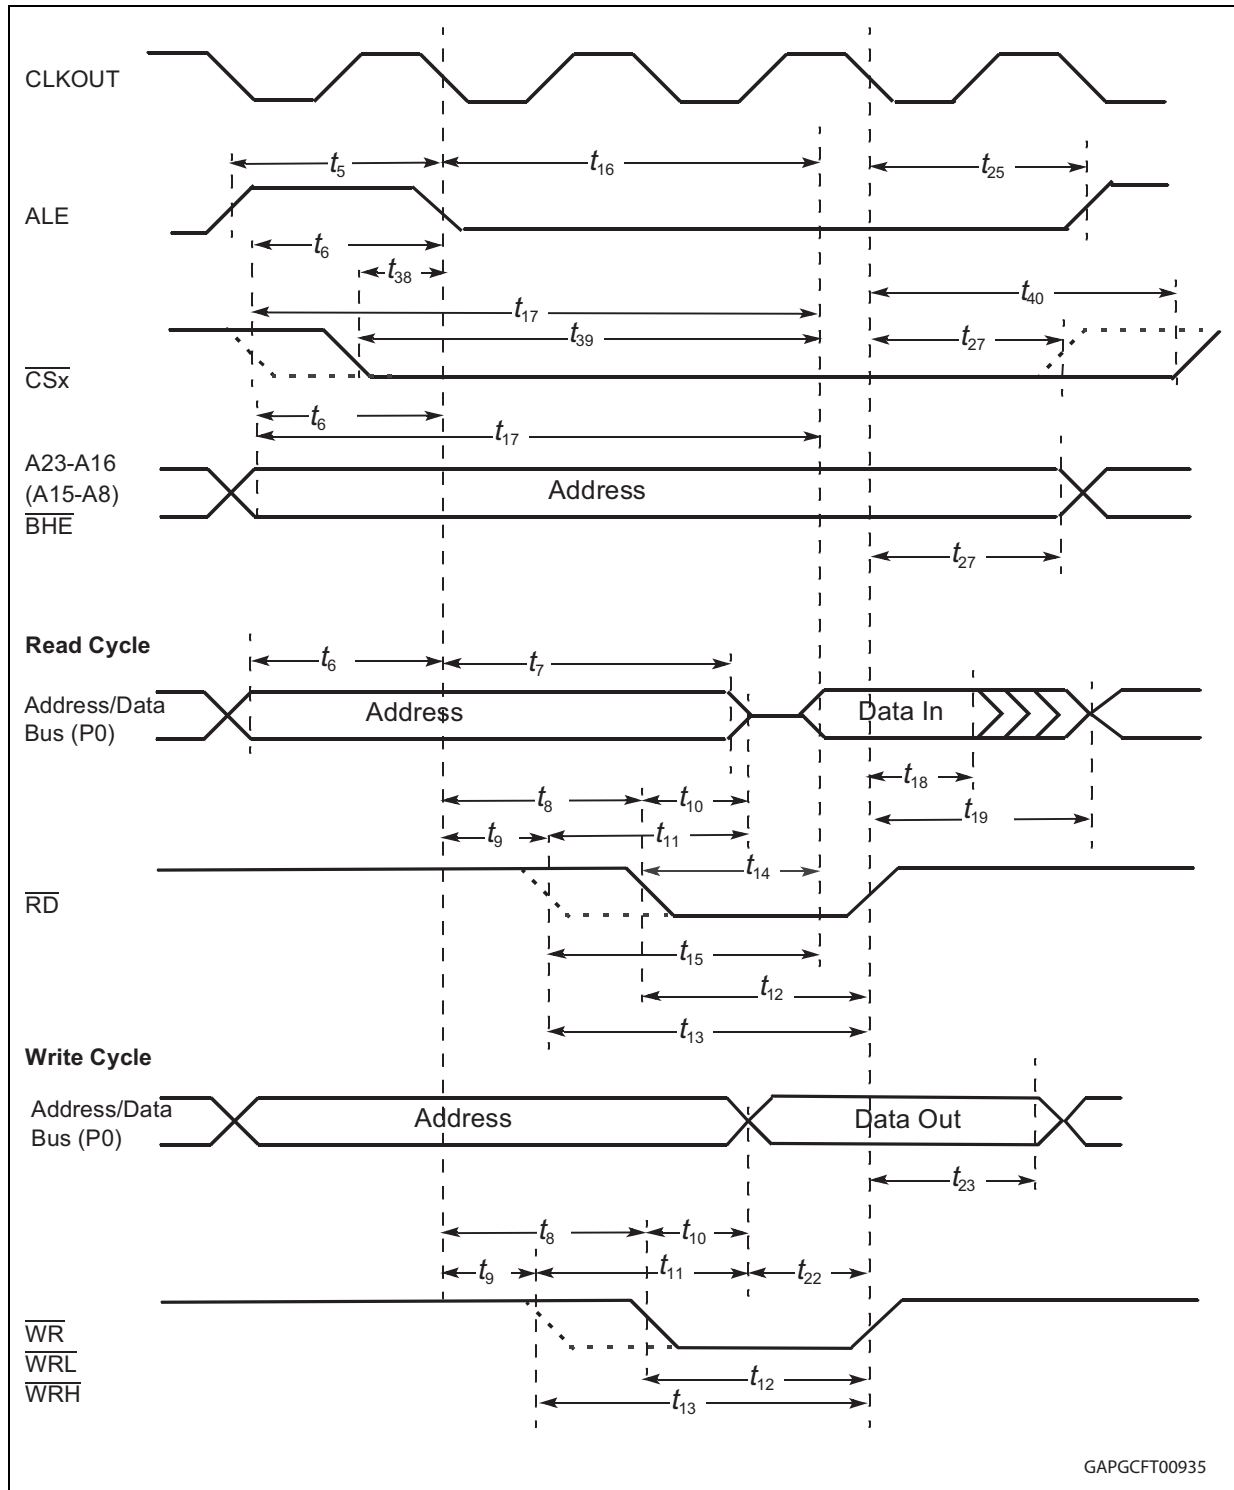 CLKOUT
t5
t16
t25
ALE
t6
t38
t40
t17
t39
t27
CSx
t6
t17
A23-A16
(A15-A8)
BHE
Address
t27
Read Cycle
t6
t7
Address/Data
Bus (P0)
Address
Data In
t18
t8
t10
t19
t9
t11
t14
RD
t15
t12
t13
Write Cycle
Address/Data
Bus (P0)
Address
Data Out
t23
t8
t10
t9
t11
t22
WR
WRL
WRH
t12
t13
GAPGCFT00935